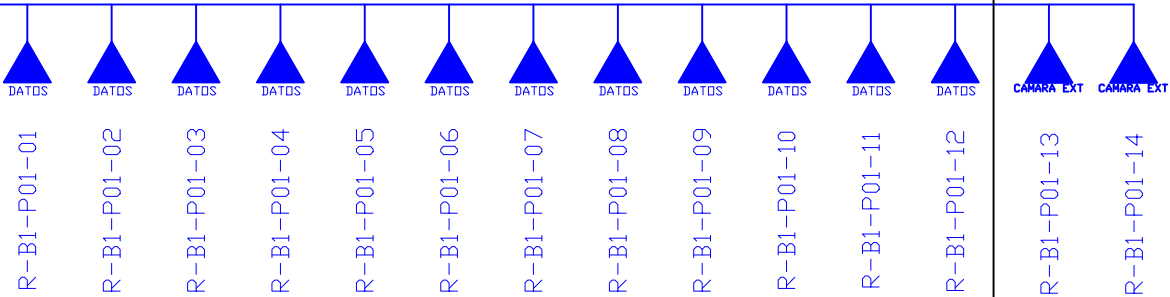 DATOS DATOS DATOS DATOS DATOS DATOS DATOS DATOS DATOS DATOS DATOS DATOS CAMARA EXT CAMARA EXT
R-B1-P01-01
R-B1-P01-02
R-B1-P01-03
R-B1-P01-04
R-B1-P01-05
R-B1-P01-06
R-B1-P01-07
R-B1-P01-08
R-B1-P01-09
R-B1-P01-10
R-B1-P01-11
R-B1-P01-12
R-B1-P01-13
R-B1-P01-14